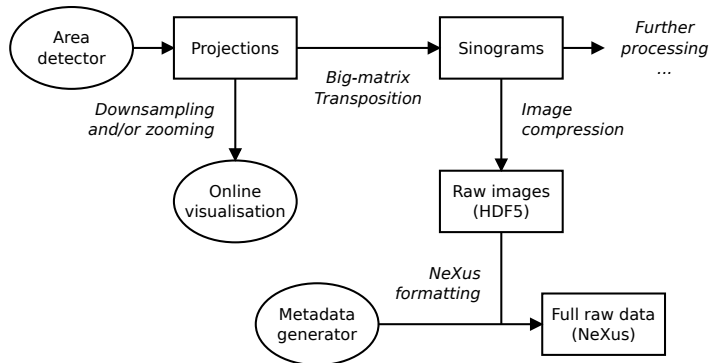 Area
detector
Projections
Sinograms
Further
processing
...
Big-matrix
Transposition
Downsampling
and/or zooming
Image
compression
Online
visualisation
Raw images
(HDF5)
NeXus
formatting
Metadata
generator
Full raw data
(NeXus)